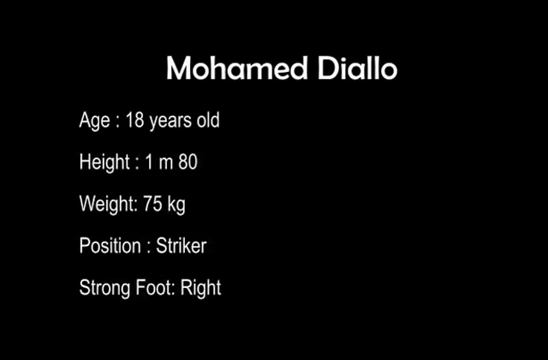 Mohamed Diallo
Age : 18 years old
Height : 1 m 80
Weight: 75 kg
Position : Striker
Strong Foot: Right